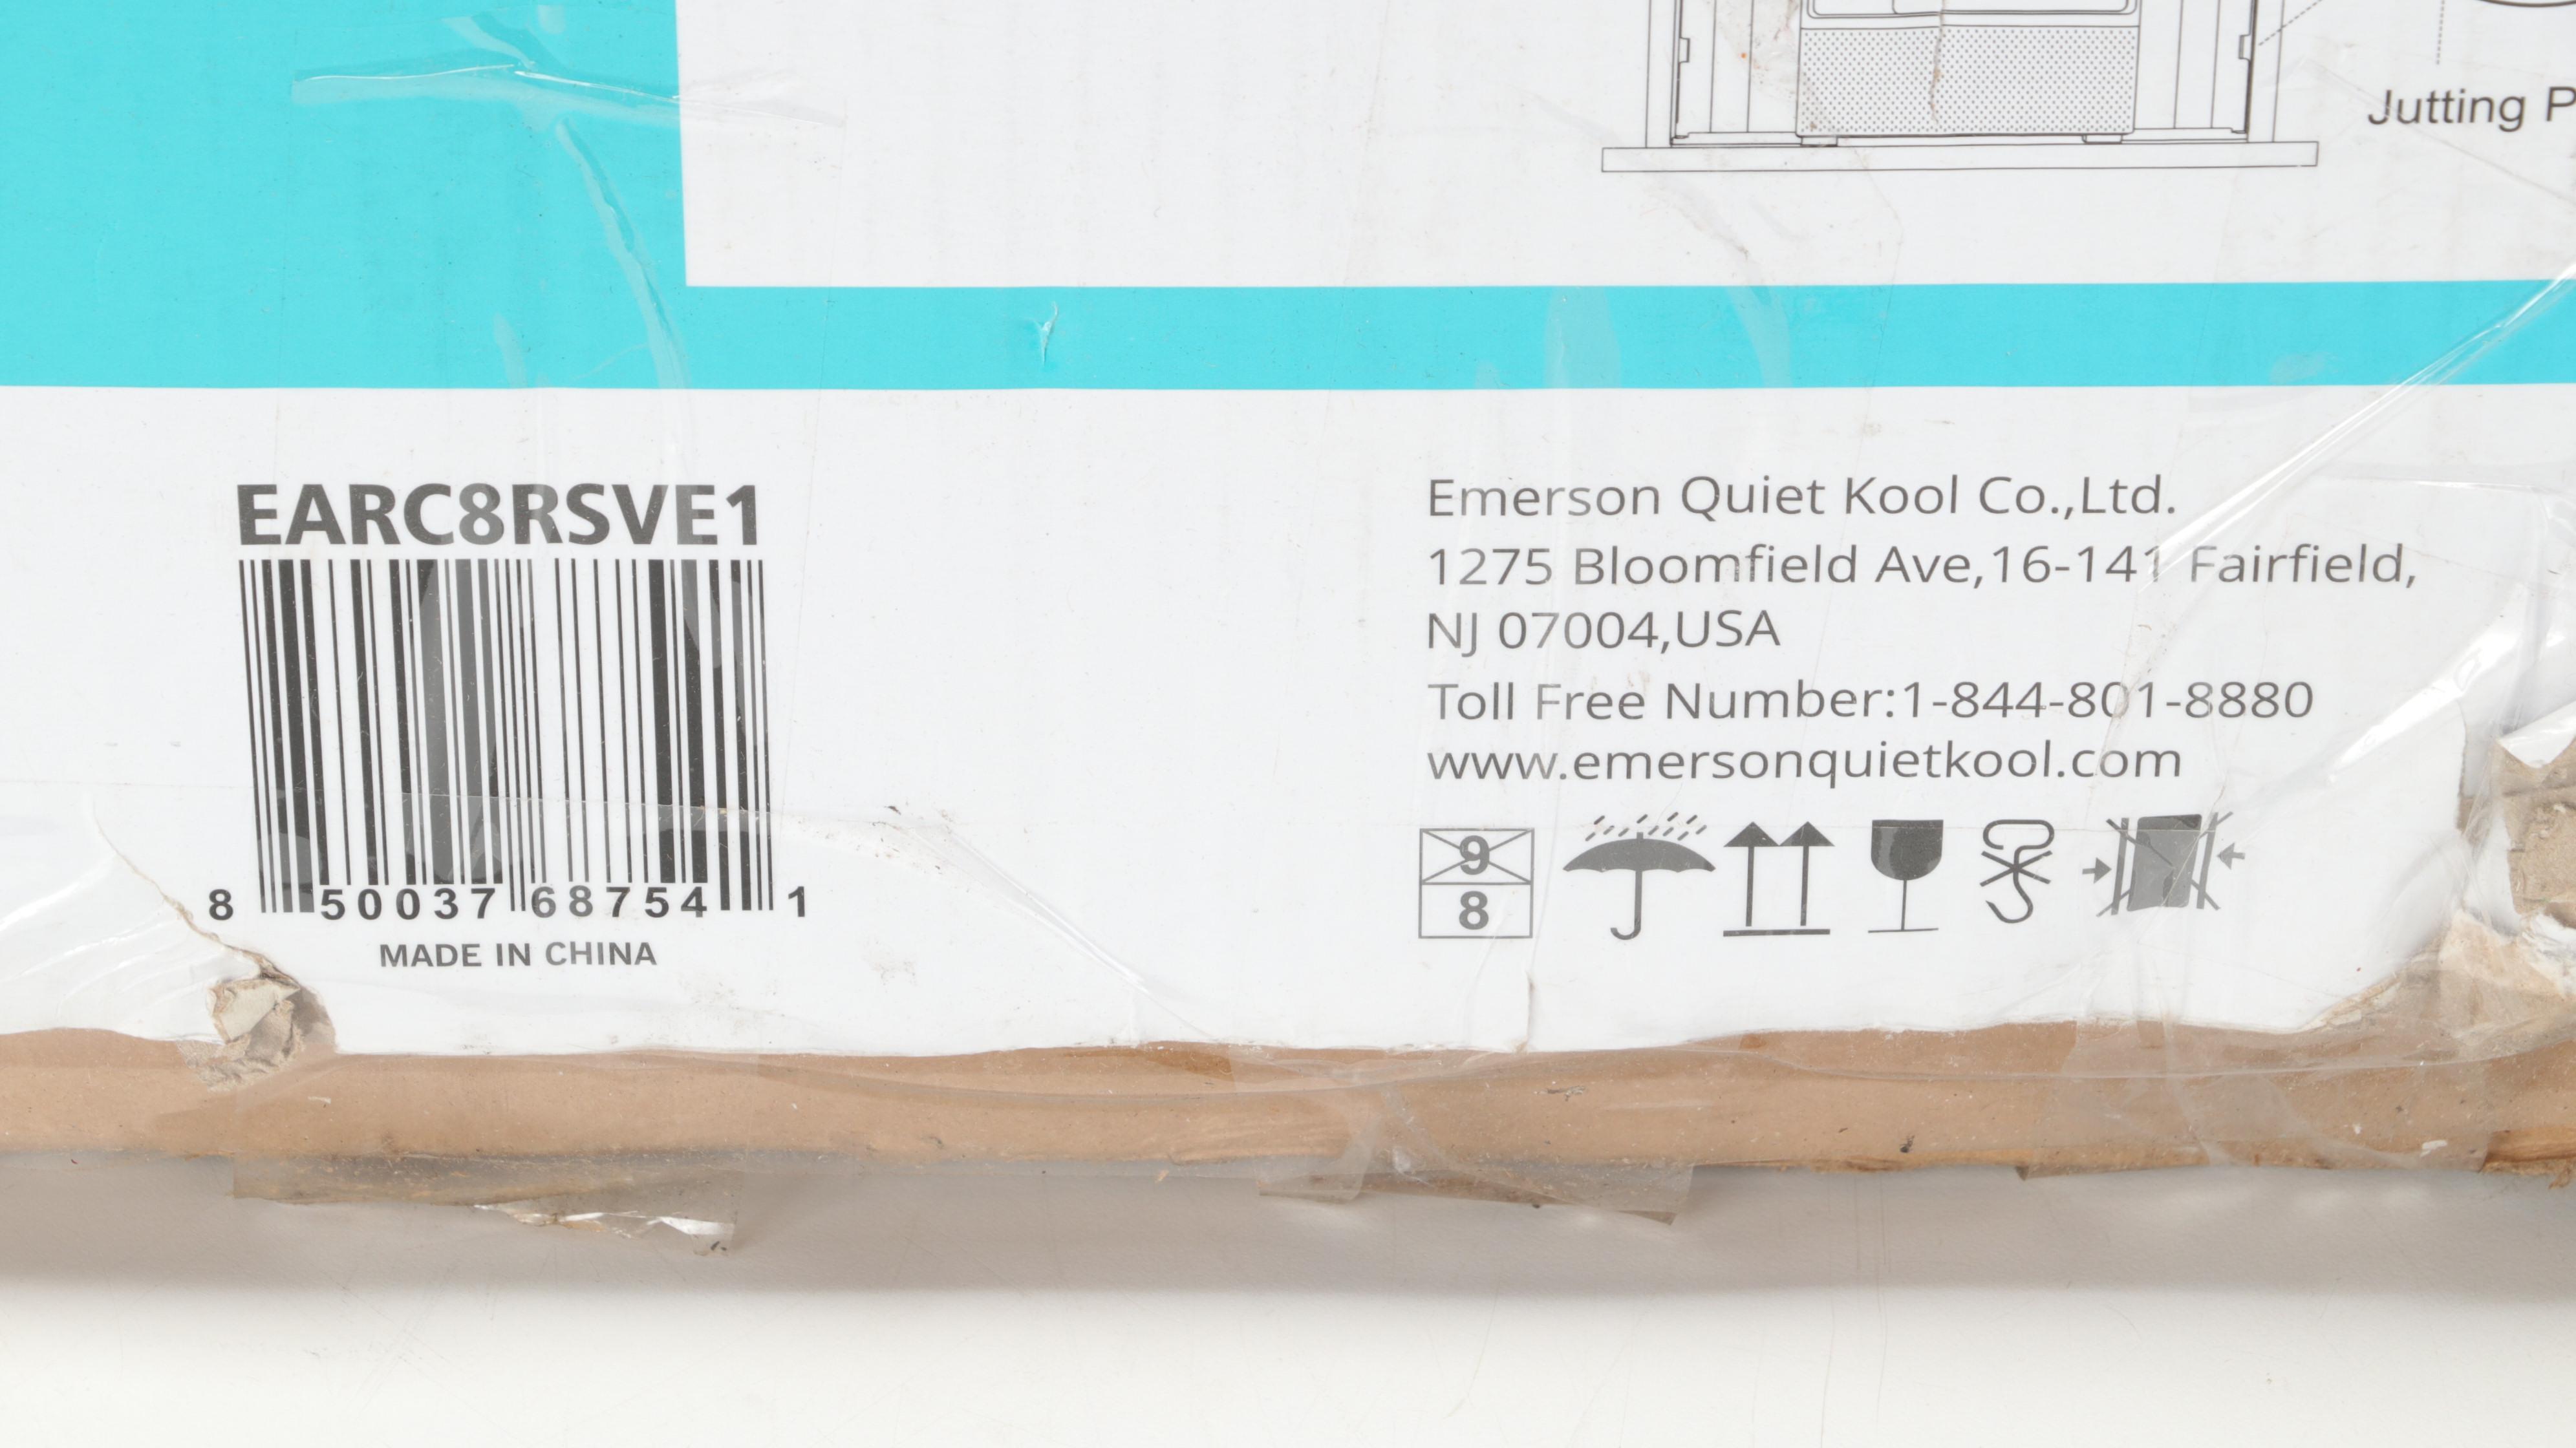 Jutting P
EARC8RSVE1
8 50037 68754 1
MADE IN CHINA
Emerson Quiet Kool Co.,Ltd.
1275 Bloomfield Ave,16-141 Fairfield,
NJ 07004,USA
Toll Free Number:1-844-801-8880
www.emersonquietkool.com
9
8